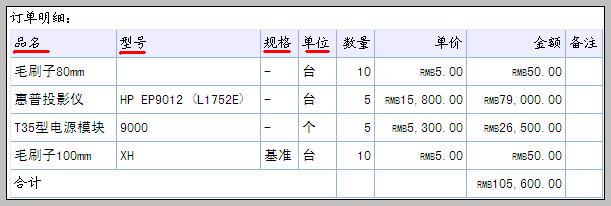 订单明细:
品名 型号 规格 单位 数量 单价 金额 备注
毛刷子80mm - 台 10 RMB5.00 RMB50.00
惠普投影仪 HP EP9012 (L1752E) - 台 5 RMB15,800.00 RMB79,000.00
T35型电源模块 9000 - 个 5 RMB5,300.00 RMB26,500.00
毛刷子100mm XH 基准 台 10 RMB5.00 RMB50.00
合计 RMB105,600.00